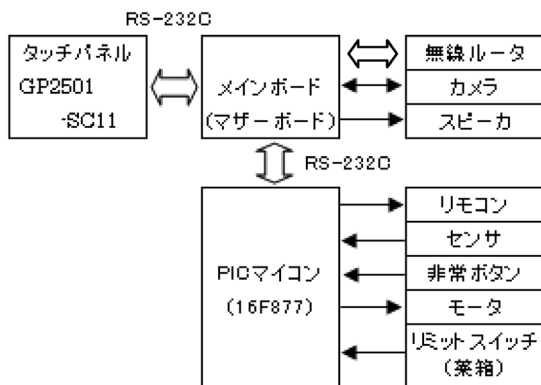 RS-232C
タッチパネル
GP2501
-SC11
メインボード
(マザーボード)
無線ルータ
カメラ
スピーカ
RS-232C
PICマイコン
(16F877)
リモコン
センサ
非常ボタン
モータ
リミットスイッチ
(薬箱)